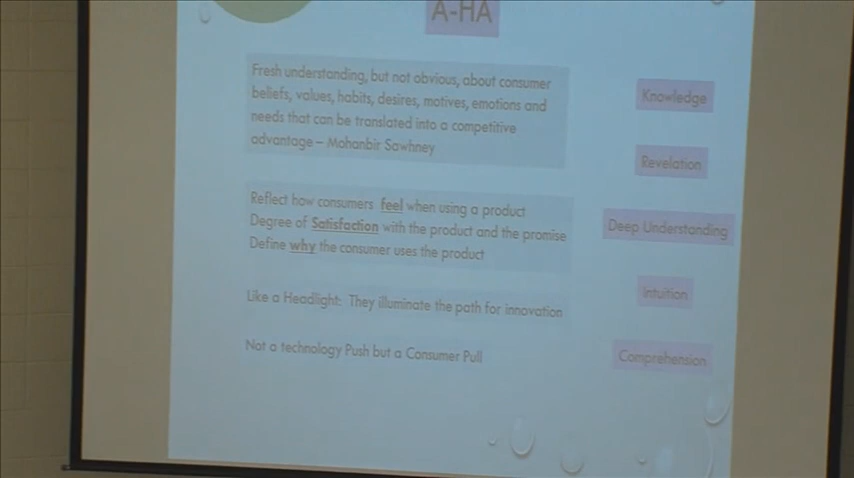 A-HA
Fresh understanding, but not obvious, about consumer
beliefs, values, habits, desires, motives, emotions and
needs that can be translated into a competitive
advantage – Mohanbir Sawhney
Reflect how consumers feel when using a product
Degree of Satisfaction with the product and the promise
Define why the consumer uses the product
Like a Headlight: They illuminate the path for innovation
Not a technology Push but a Consumer Pull
Knowledge
Revelation
Deep Understanding
Intuition
Comprehension